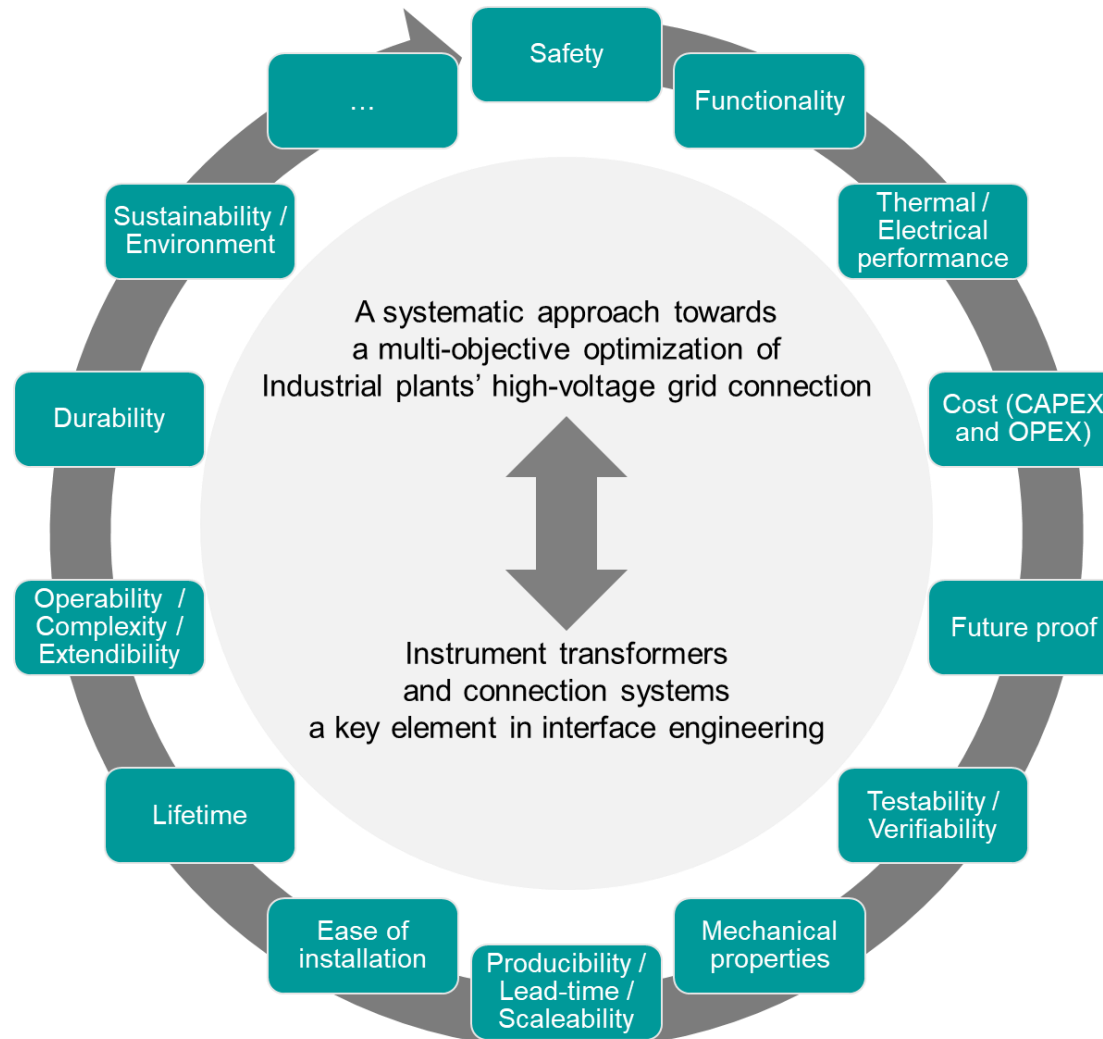 Safety
Functionality
Thermal /
Electrical
performance
Cost (CAPEX
and OPEX)
Future proof
Testability /
Verifiability
Mechanical
properties
Producibility /
Lead-time /
Scaleability
Ease of
installation
Lifetime
Operability /
Complexity /
Extendibility
Durability
Sustainability /
Environment
…
A systematic approach towards
a multi-objective optimization of
Industrial plants’ high-voltage grid connection
Instrument transformers
and connection systems
a key element in interface engineering